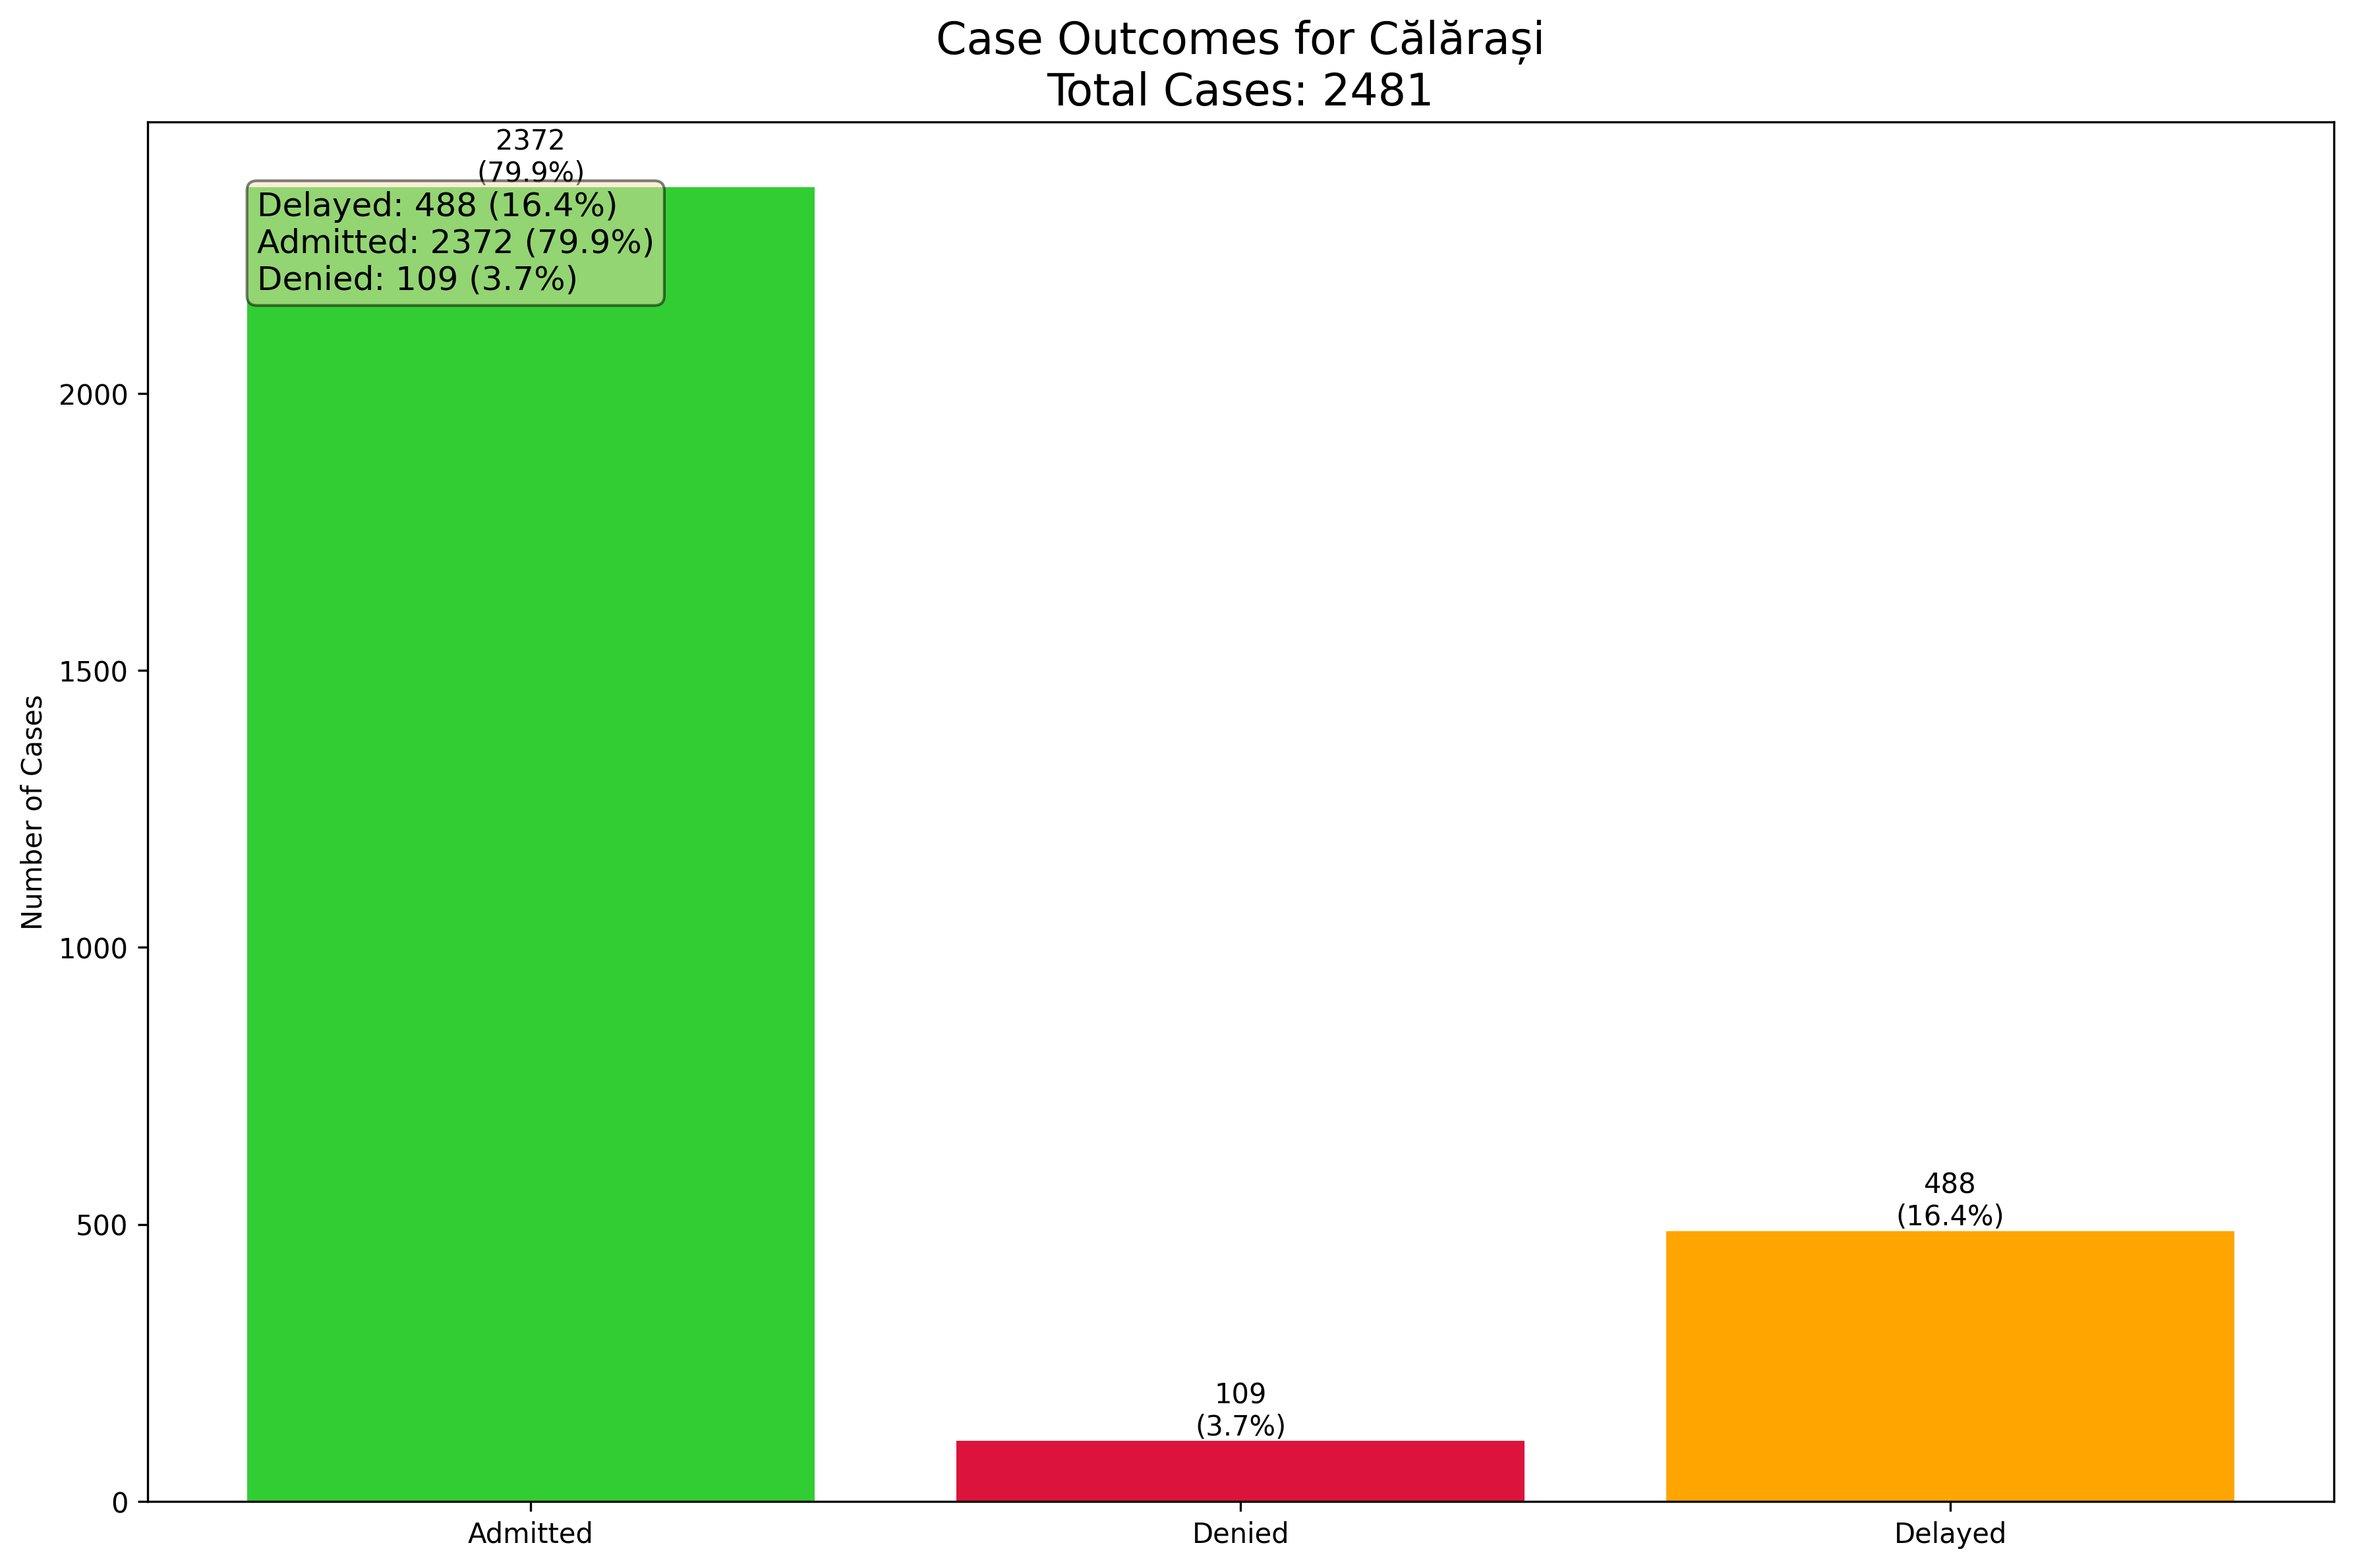 Case Outcomes for Călărași
Total Cases: 2481
2372
(79.9%)
Delayed: 488 (16.4%)
Admitted: 2372 (79.9%)
Denied: 109 (3.7%)
2000
1500
1000
500
0
Number of Cases
109
(3.7%)
488
(16.4%)
Admitted
Denied
Delayed